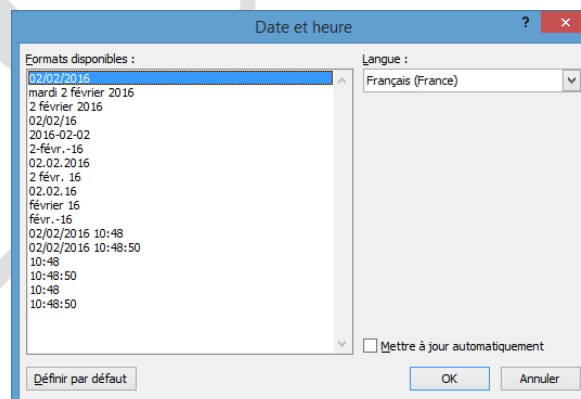 Date et heure
?
Formats disponibles :
02/02/2016
mardi 2 février 2016
2 février 2016
02/02/16
2016-02-02
2-févr.-16
02.02.2016
2 févr. 16
02.02.16
février 16
févr.-16
02/02/2016 10:48
02/02/2016 10:48:50
10:48
10:48:50
10:48
10:48:50
Langue :
Français (France)
Mettre à jour automatiquement
Définir par défaut
OK
Annuler